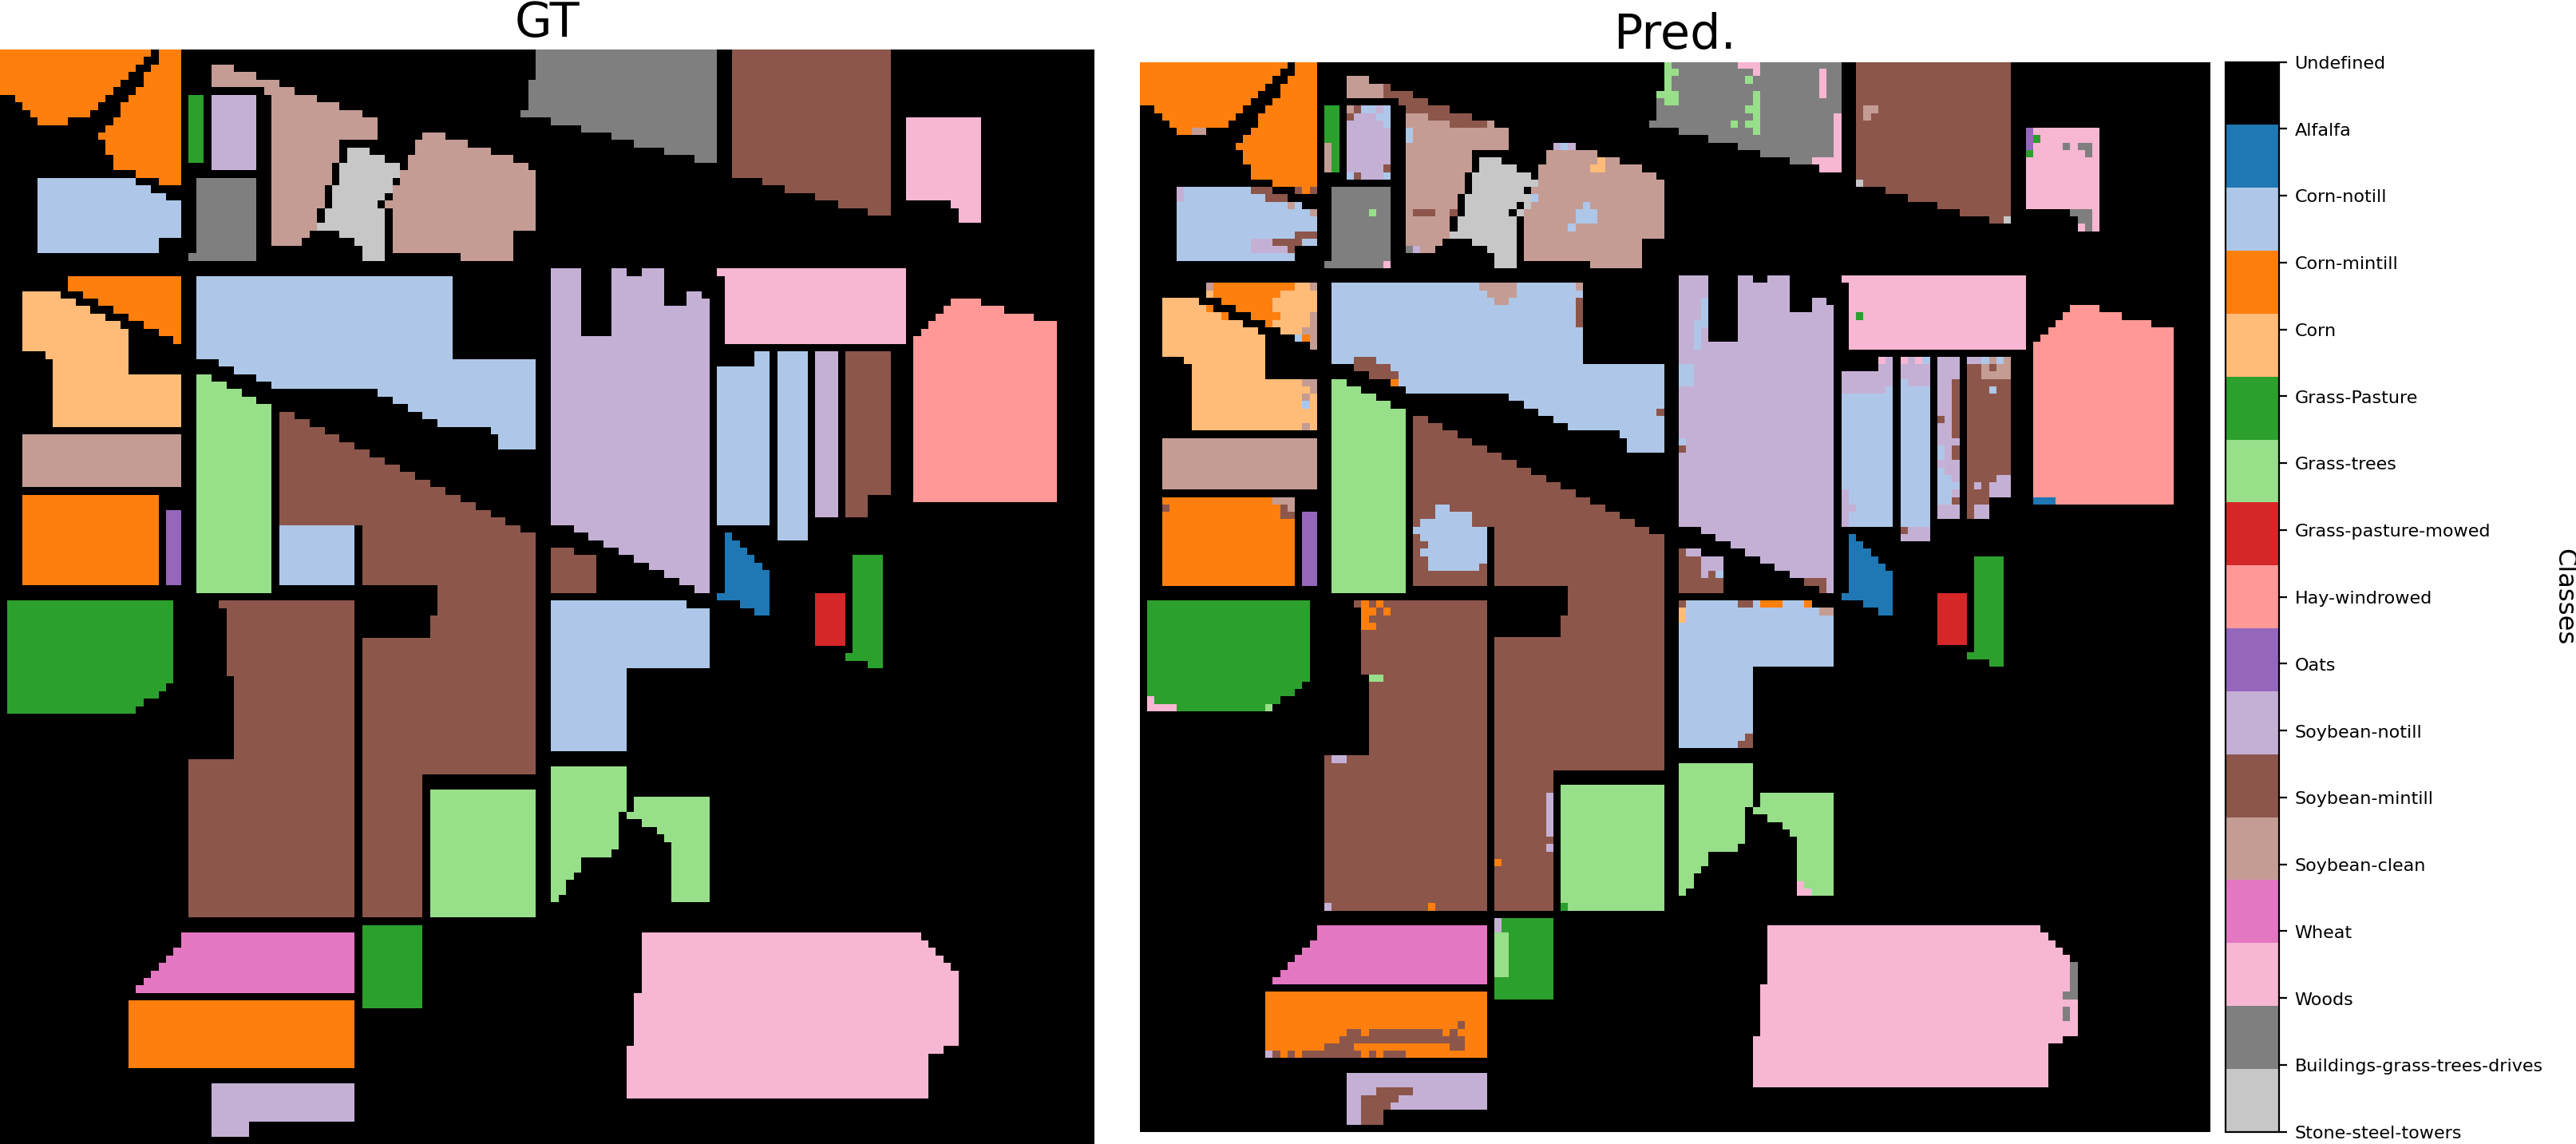 GT
Pred.
Undefined
Alfalfa
Corn-notill
Corn-mintill
Corn
Grass-Pasture
Grass-trees
Grass-pasture-mowed
Hay-windrowed
Oats
Soybean-notill
Soybean-mintill
Soybean-clean
Wheat
Woods
Buildings-grass-trees-drives
Stone-steel-towers
Classes